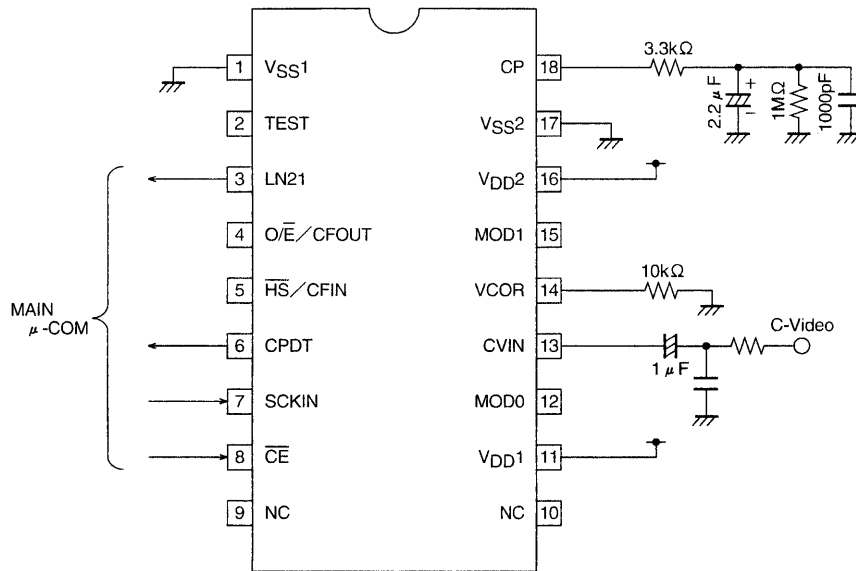 1 VSS1
2 TEST
3 LN21
4 O/E̅/CFOUT
5 H̅S̅/CFIN
6 CPDT
7 SCKIN
8 C̅E̅
9 NC
MAIN
μ-COM
CP 18
VSS2 17
VDD2 16
MOD1 15
VCOR 14
CVIN 13
MOD0 12
VDD1 11
NC 10
3.3kΩ
2.2μF
+
−
1MΩ
1000pF
10kΩ
C-Video
1μF